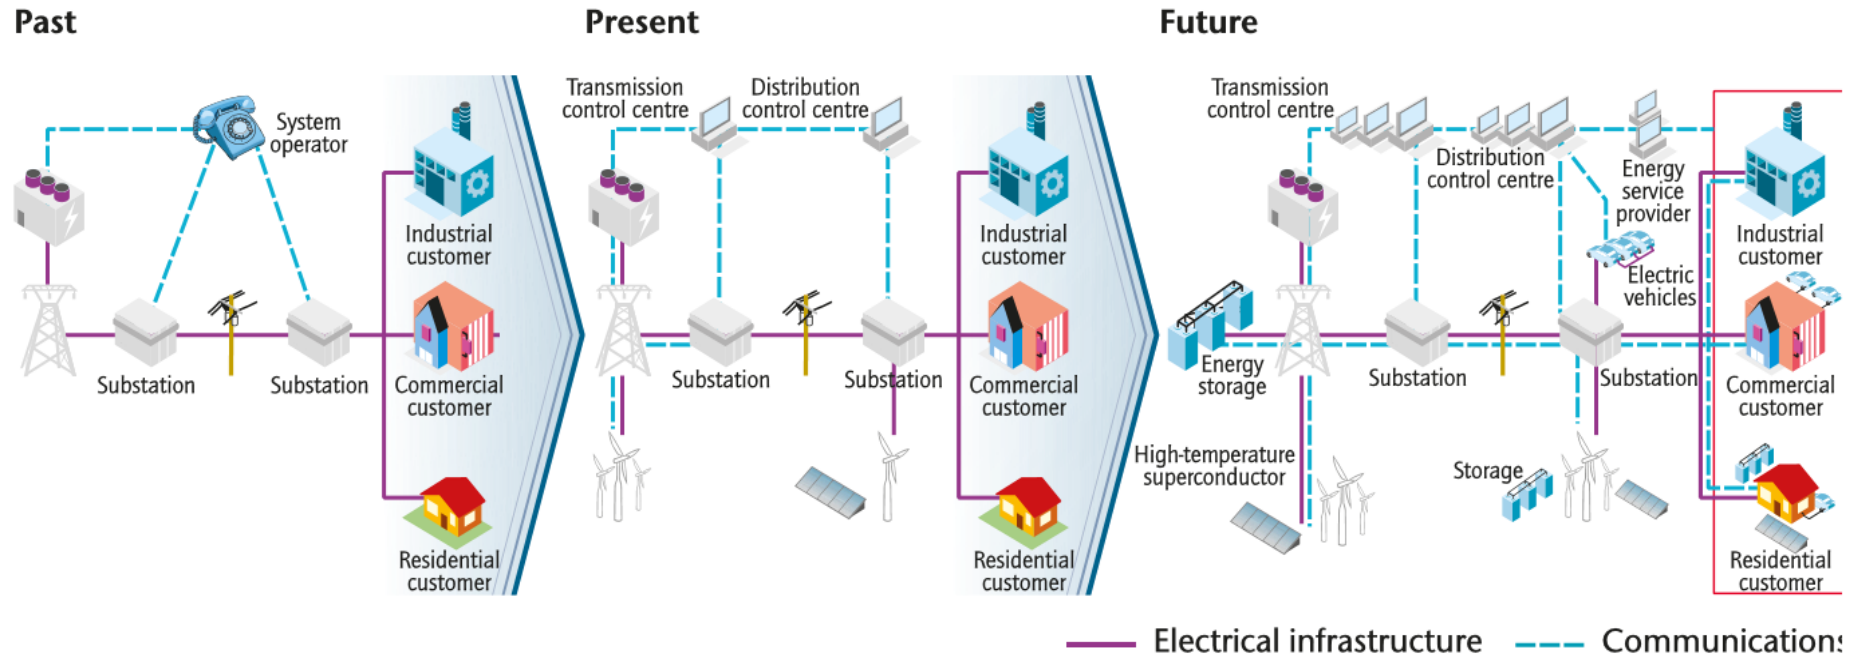 Past
System
operator
Substation
Substation
Industrial
customer
Commercial
customer
Residential
customer
Present
Transmission
control centre
Distribution
control centre
Substation
Substation
Industrial
customer
Commercial
customer
Residential
customer
Future
Transmission
control centre
Distribution
control centre
Energy
service
provider
Electric
vehicles
Energy
storage
Substation
Substation
High-temperature
superconductor
Storage
Industrial
customer
Commercial
customer
Residential
customer
Electrical infrastructure
Communications